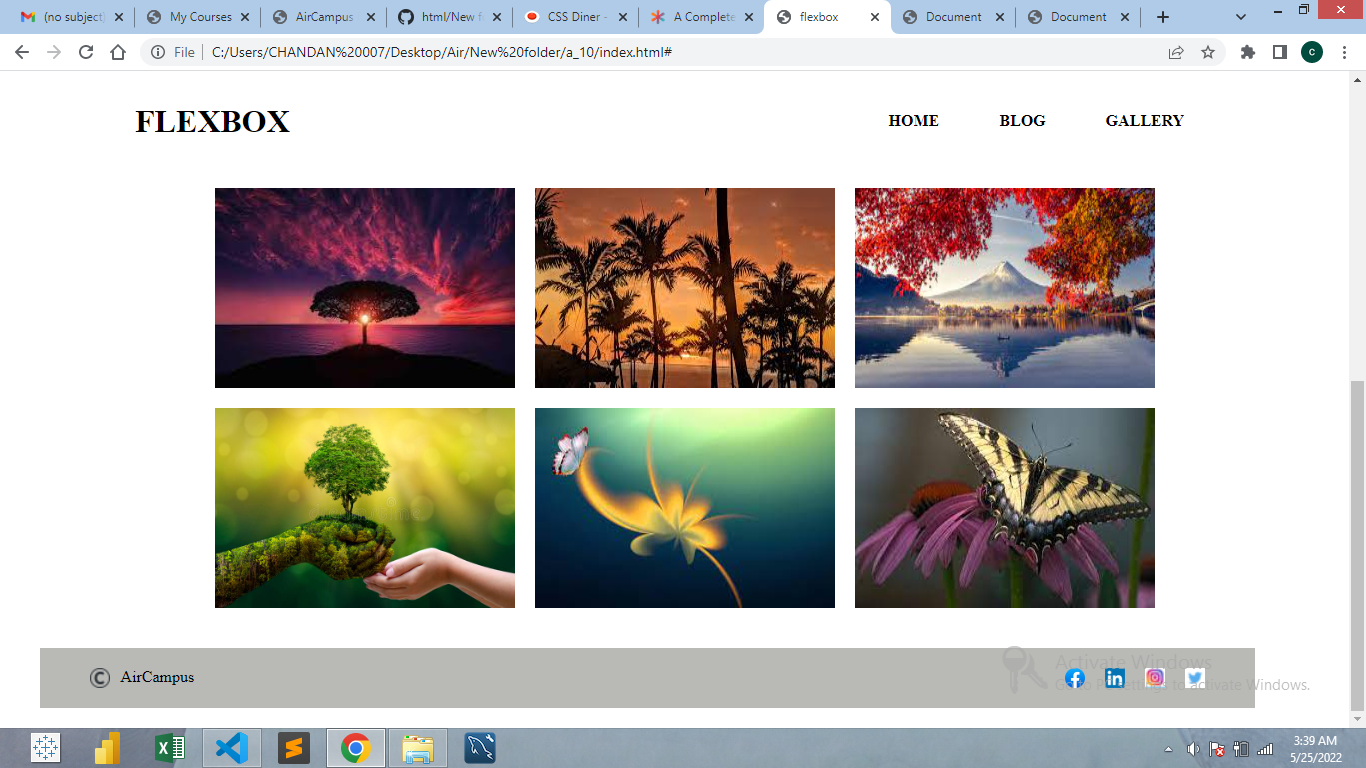 (no subject)
My Courses
AirCampus
html/New f
CSS Diner -
A Complete
flexbox
Document
Document
File
C:/Users/CHANDAN%20007/Desktop/Air/New%20folder/a_10/index.html#
c
FLEXBOX
HOME
BLOG
GALLERY
© AirCampus
Activate Windows
Go to PC settings to activate Windows.
3:39 AM
5/25/2022